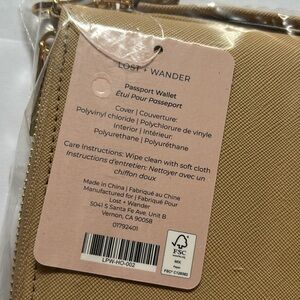 LOST + WANDER
Passport Wallet
Étui Pour Passeport
Cover | Couverture:
Polyvinyl chloride | Polychlorure de vinyle
Interior | Intérieur:
Polyurethane | Polyuréthane
Care Instructions: Wipe clean with soft cloth
Instructions d'entretien: Nettoyer avec un
chiffon doux
Made in China | Fabriqué au Chine
Manufactured for | Fabriqué Pour
Lost + Wander
5041 S Santa Fe Ave. Unit B
Vernon, CA 90058
01792401
LPW-HO-002
FSC
MIX